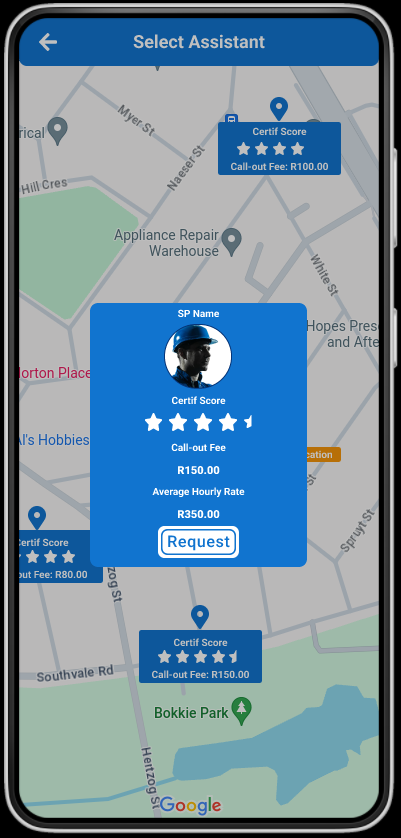 Select Assistant
Myer St
rical
Naeser St
Certif Score
Call-out Fee: R100.00
Hill Cres
Appliance Repair
Warehouse
White St
SP Name
Hopes Pres
and Afte
lorton Place
Certif Score
Al's Hobbies
Call-out Fee
cation
R150.00
Average Hourly Rate
St
R350.00
Spruyt St
Request
Certif Score
out Fee: R80.00
zog St
Certif Score
Call-out Fee: R150.00
Southvale Rd
Bokkie Park
Hertzog St
Google